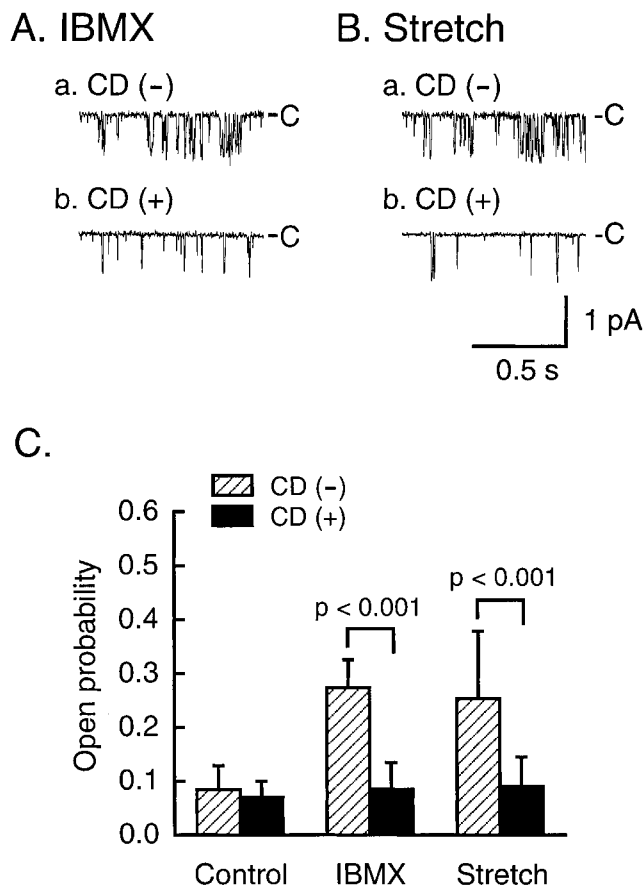 A. IBMX
a. CD (–)
-C
b. CD (+)
-C
B. Stretch
a. CD (–)
-C
b. CD (+)
-C
1 pA
0.5 s
C.
CD (–)
CD (+)
Open probability
0.6
0.5
0.4
0.3
0.2
0.1
0.0
p < 0.001
p < 0.001
Control
IBMX
Stretch